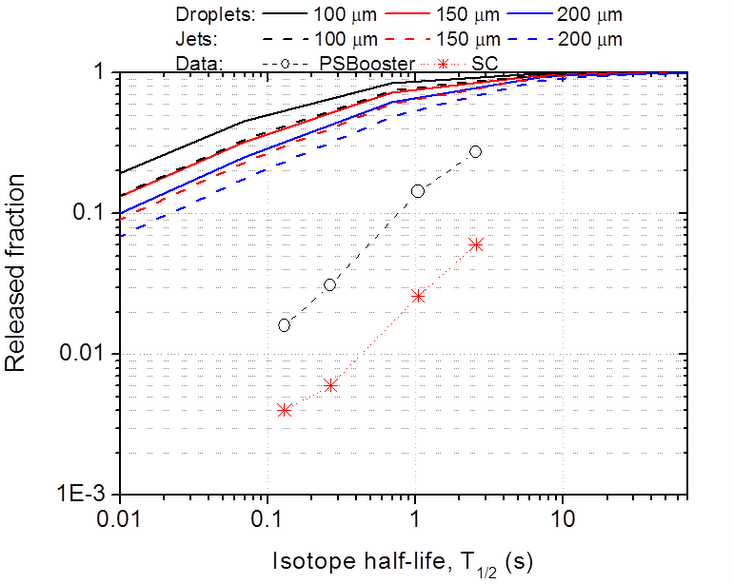 Droplets: 100 μm 150 μm 200 μm
Jets: 100 μm 150 μm 200 μm
Data: PSBooster SC
1
0.1
0.01
1E-3
0.01 0.1 1 10
Released fraction
Isotope half-life, T1/2 (s)